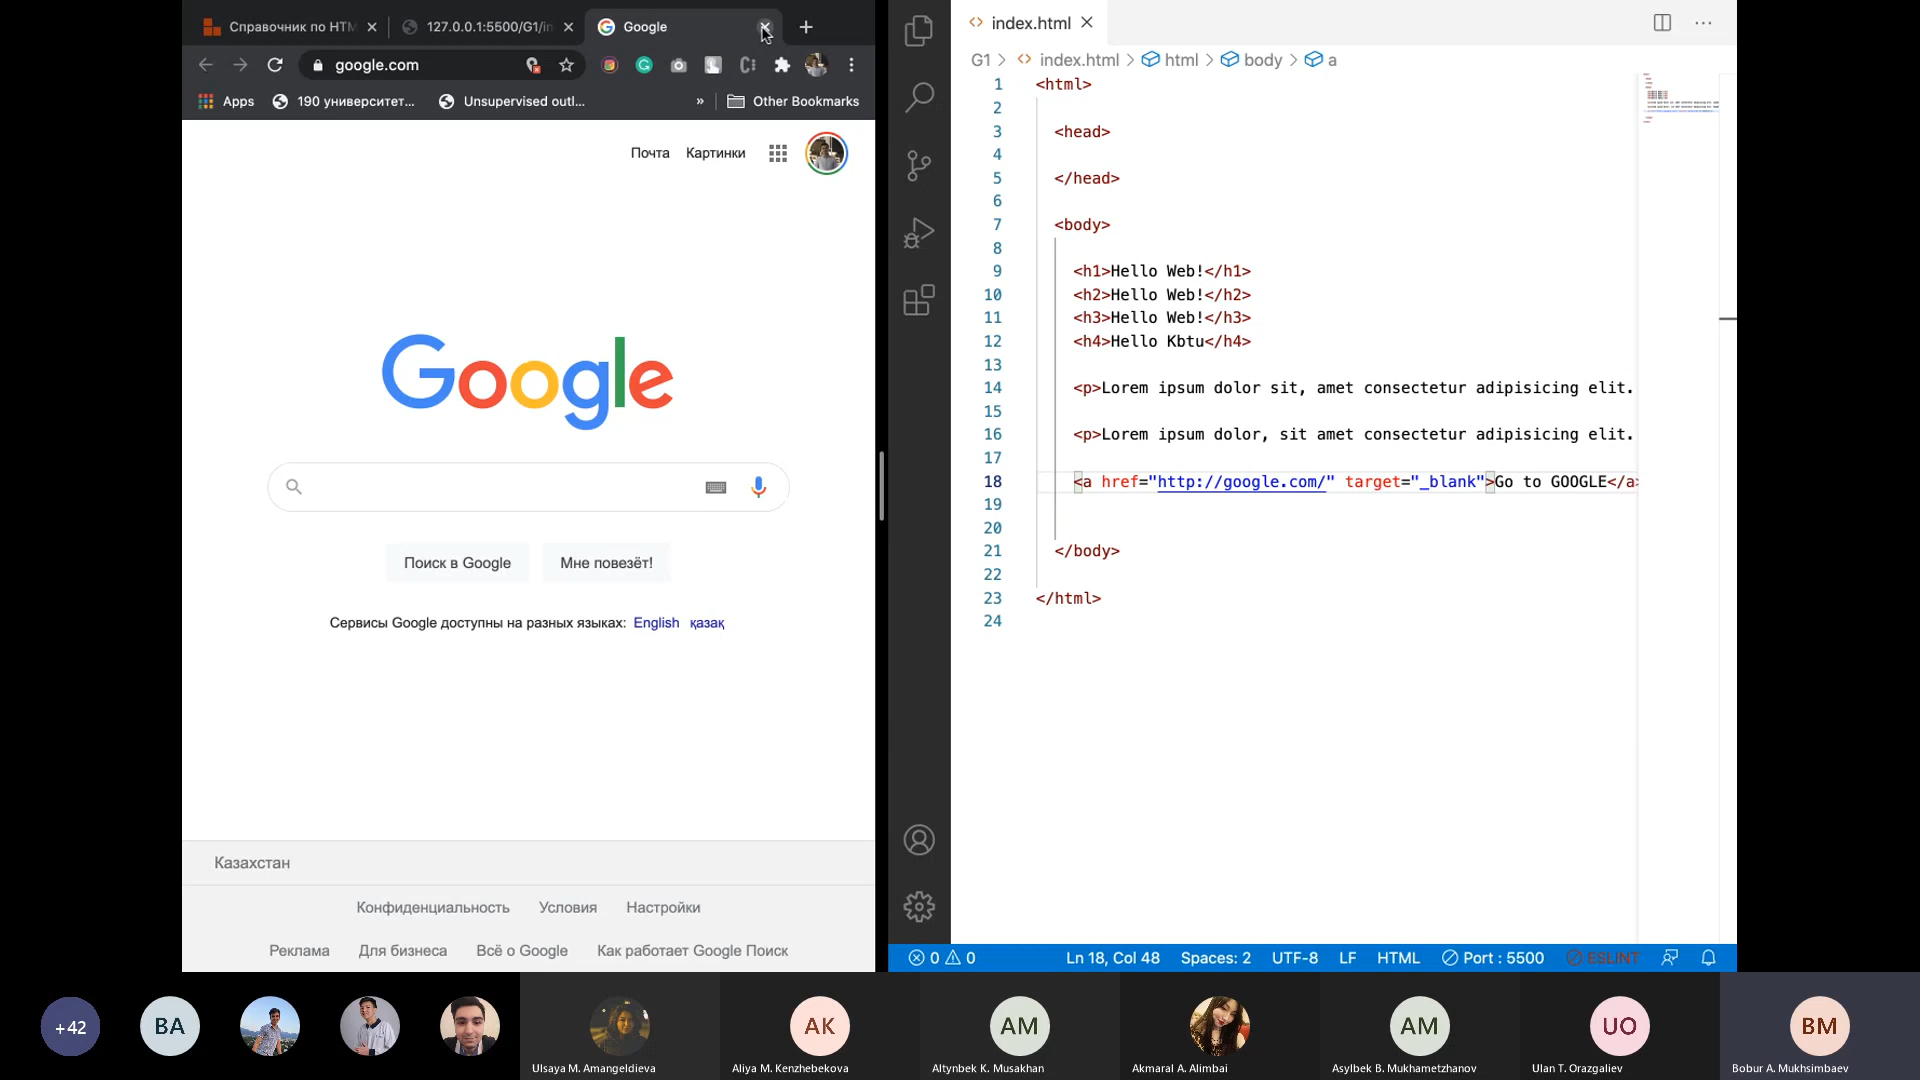 Справочник по HTM
127.0.0.1:5500/G1/in
Google
google.com
Apps
190 университет...
Unsupervised outl...
»
Other Bookmarks
Почта
Картинки
Google
Поиск в Google
Мне повезёт!
Сервисы Google доступны на разных языках: English қазақ
Казахстан
Конфиденциальность
Условия
Настройки
Реклама
Для бизнеса
Всё о Google
Как работает Google Поиск
index.html
G1 > index.html > html > body > a
1 <html>
2
3 <head>
4
5 </head>
6
7 <body>
8
9 <h1>Hello Web!</h1>
10 <h2>Hello Web!</h2>
11 <h3>Hello Web!</h3>
12 <h4>Hello Kbtu</h4>
13
14 <p>Lorem ipsum dolor sit, amet consectetur adipisicing elit.
15
16 <p>Lorem ipsum dolor, sit amet consectetur adipisicing elit.
17
18 <a href="http://google.com/" target="_blank">Go to GOOGLE</a>
19
20
21 </body>
22
23 </html>
24
0 0
Ln 18, Col 48
Spaces: 2
UTF-8
LF
HTML
Port : 5500
ESLINT
+42
BA
AK
AM
AM
UO
BM
Ulsaya M. Amangeldieva
Aliya M. Kenzhebekova
Altynbek K. Musakhan
Akmaral A. Alimbai
Asylbek B. Mukhametzhanov
Ulan T. Orazgaliev
Bobur A. Mukhsimbaev